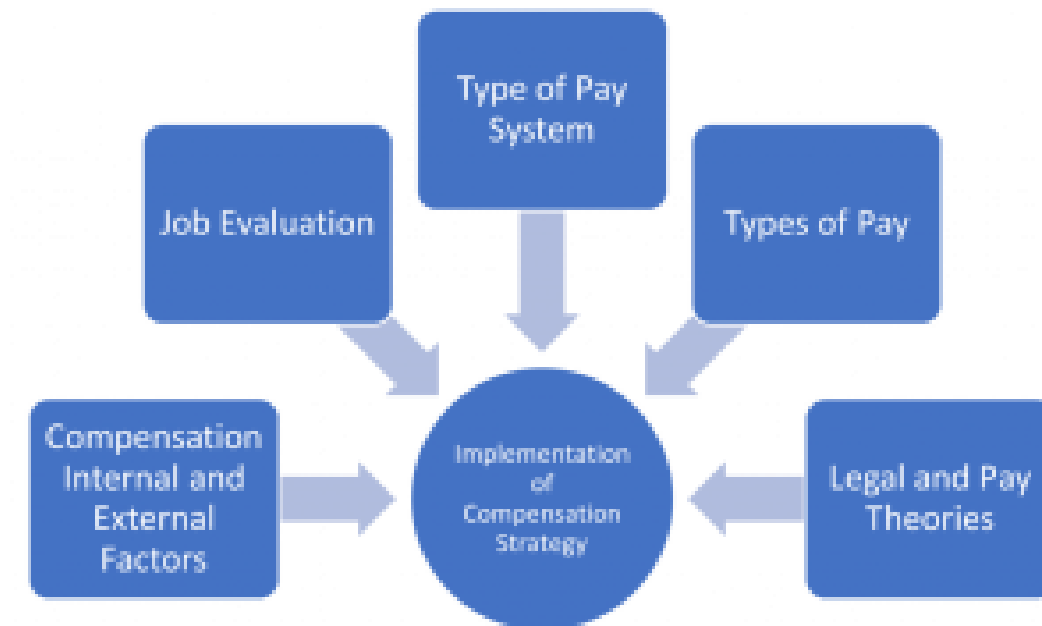 Type of Pay
System
Job Evaluation
Types of Pay
Compensation
Internal and
External
Factors
Implementation
of
Compensation
Strategy
Legal and Pay
Theories